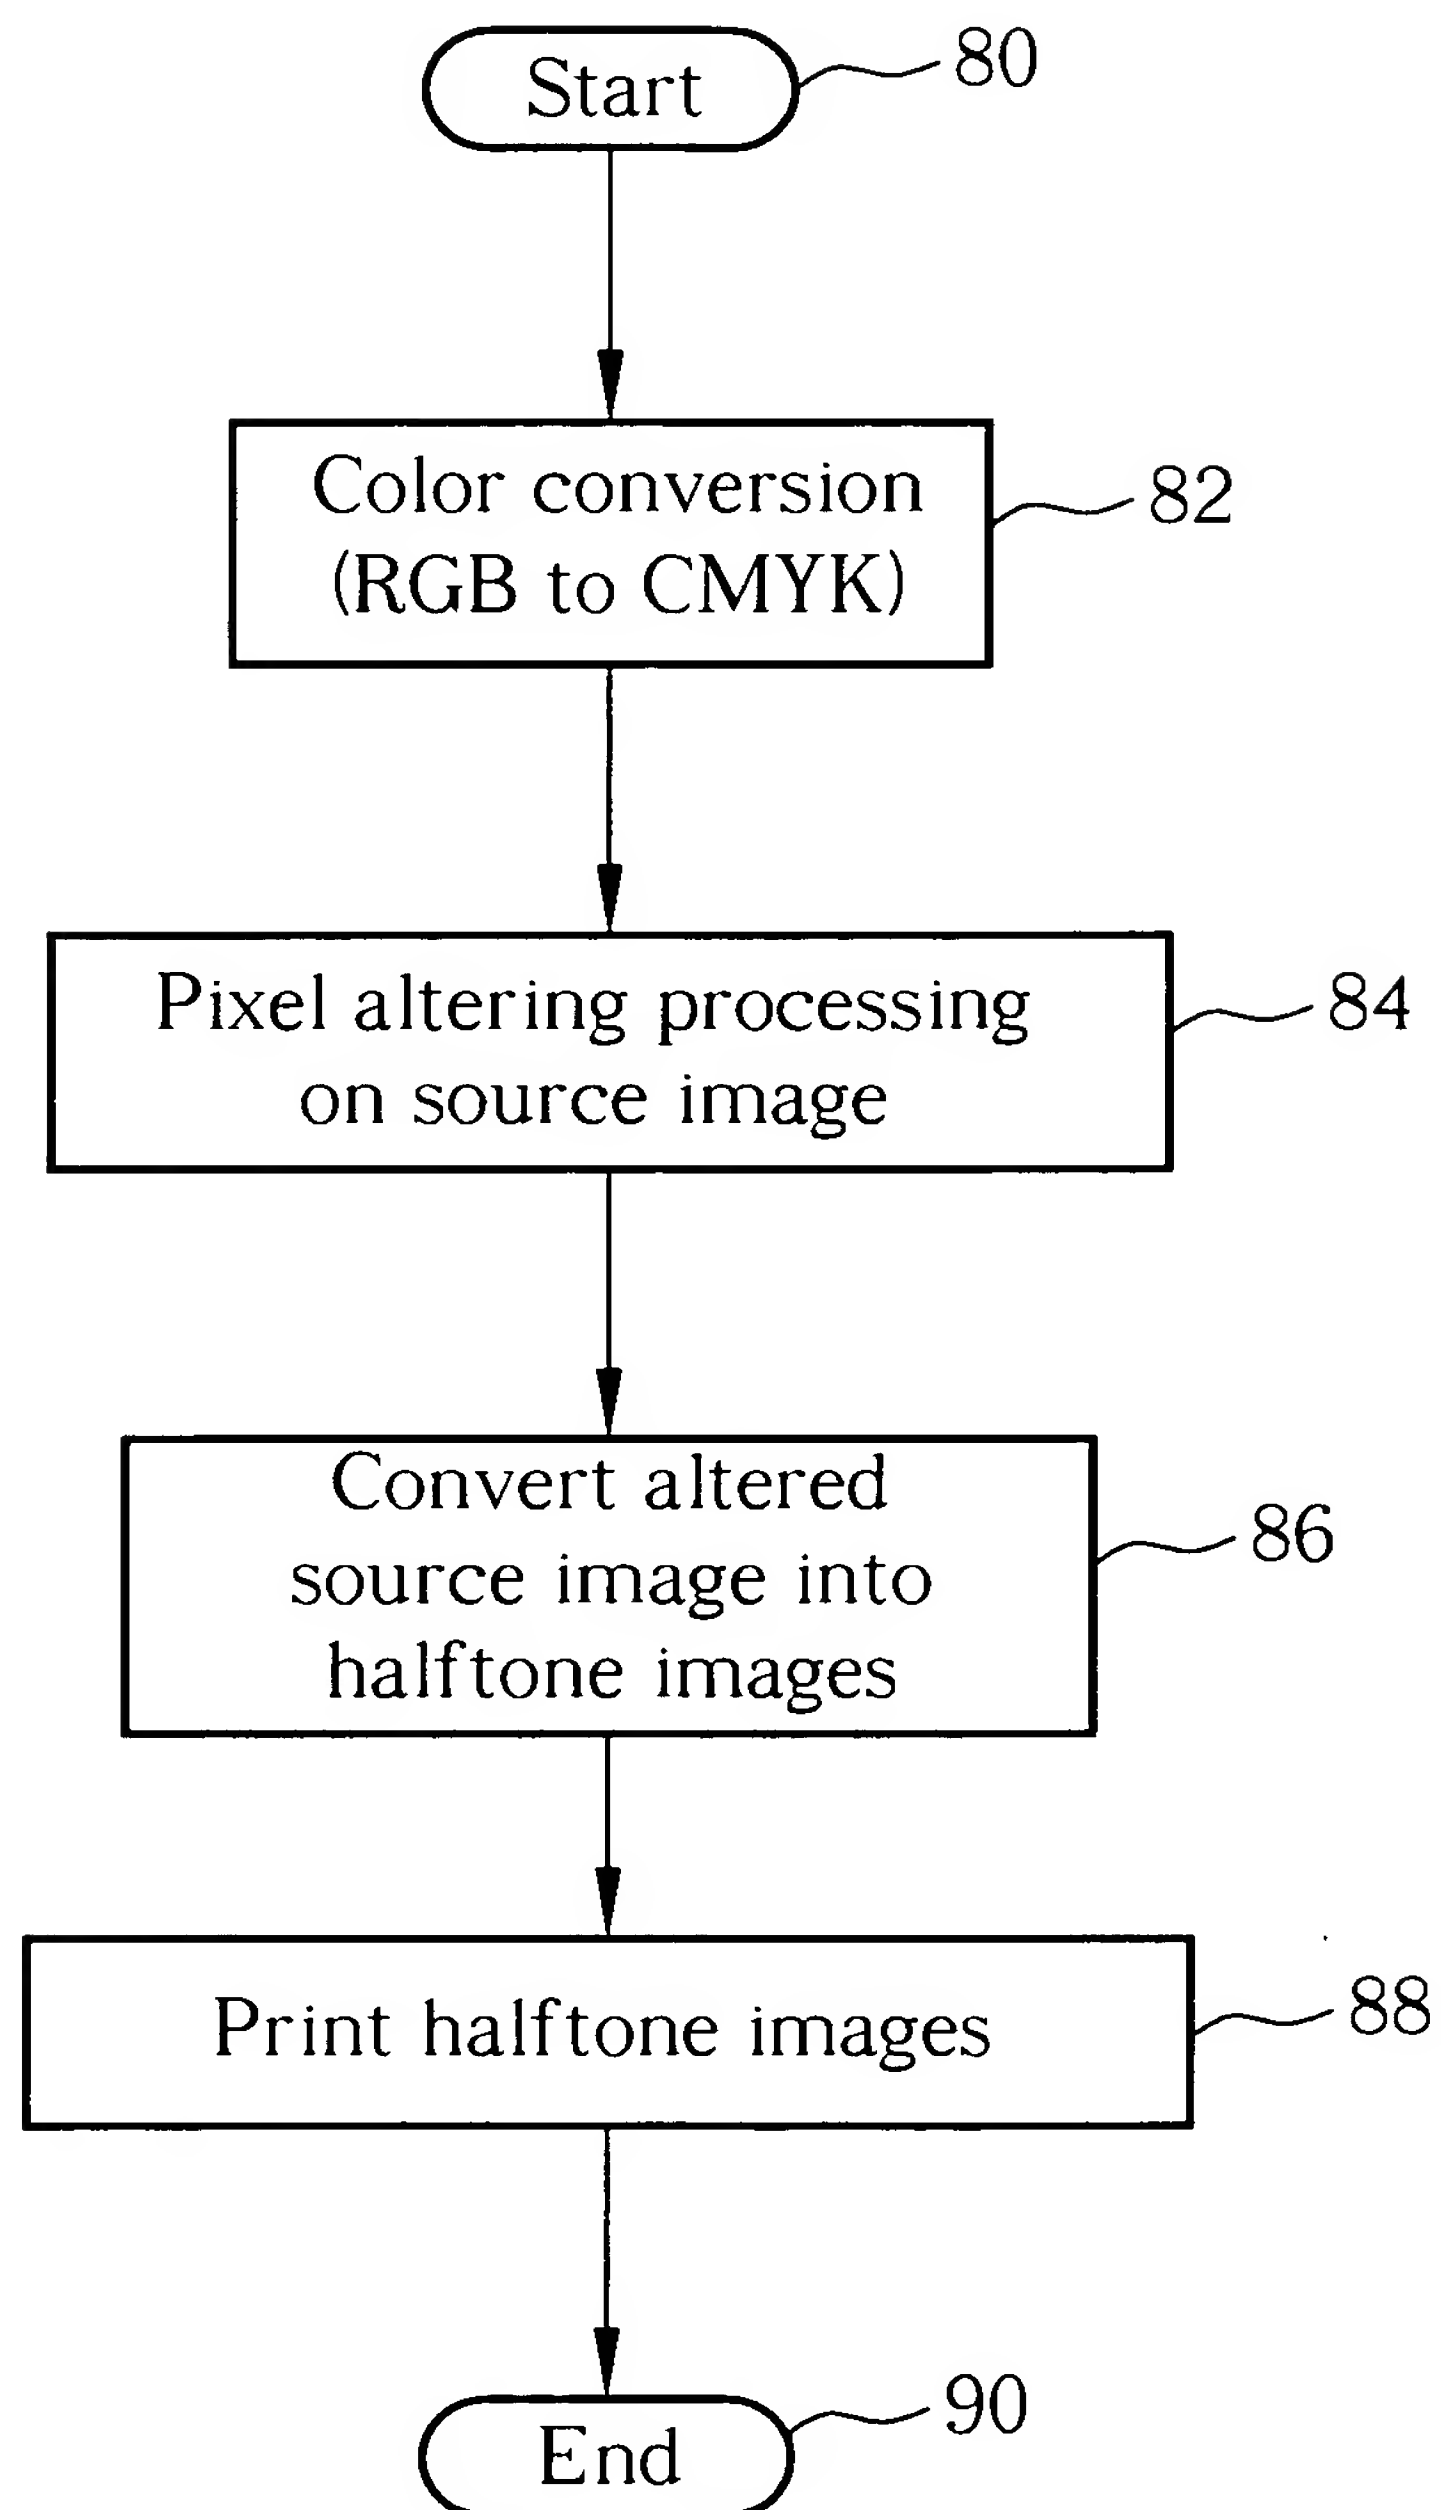 Start
80
Color conversion
(RGB to CMYK)
82
Pixel altering processing
on source image
84
Convert altered
source image into
halftone images
86
Print halftone images
88
End
90